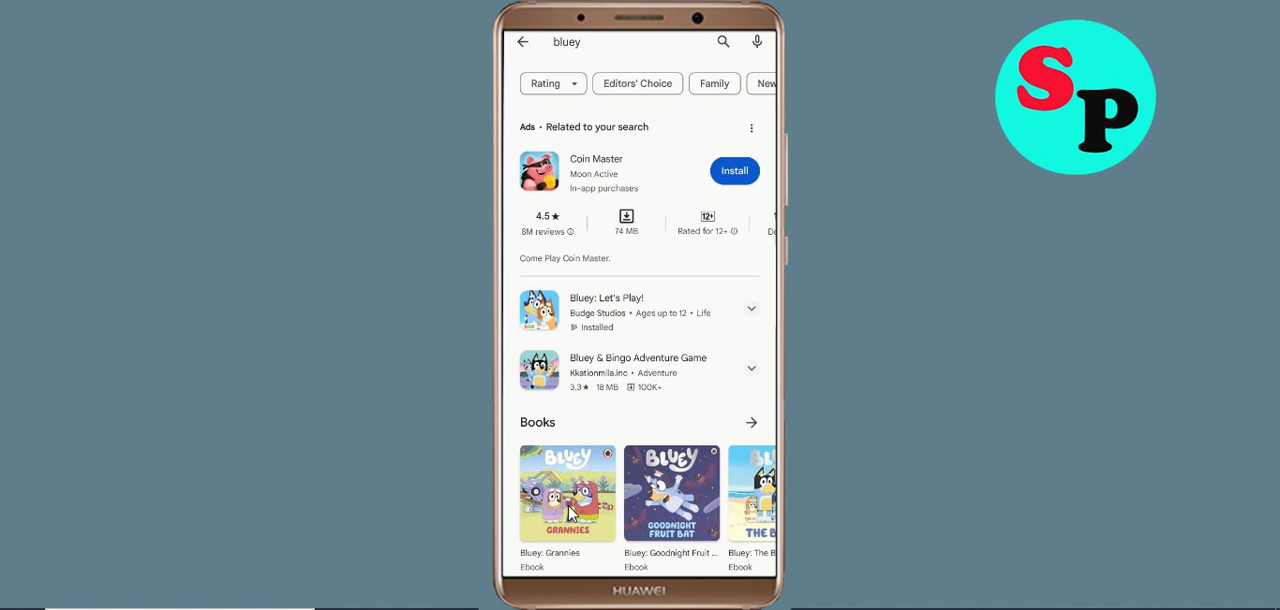 bluey
Rating
Editors' Choice
Family
New
Ads • Related to your search
Coin Master
Moon Active
In-app purchases
Install
4.5★
8M reviews
74 MB
12+
Rated for 12+
Come Play Coin Master.
Bluey: Let's Play!
Budge Studios • Ages up to 12 • Life
Installed
Bluey & Bingo Adventure Game
Kkationmila.inc • Adventure
3.3★ 18 MB 100K+
Books
BLUEY
GRANNIES
BLUEY
GOODNIGHT
FRUIT BAT
BL
THE B
Bluey: Grannies
Ebook
Bluey: Goodnight Fruit ...
Ebook
Bluey: The B
Ebook
HUAWEI
SP